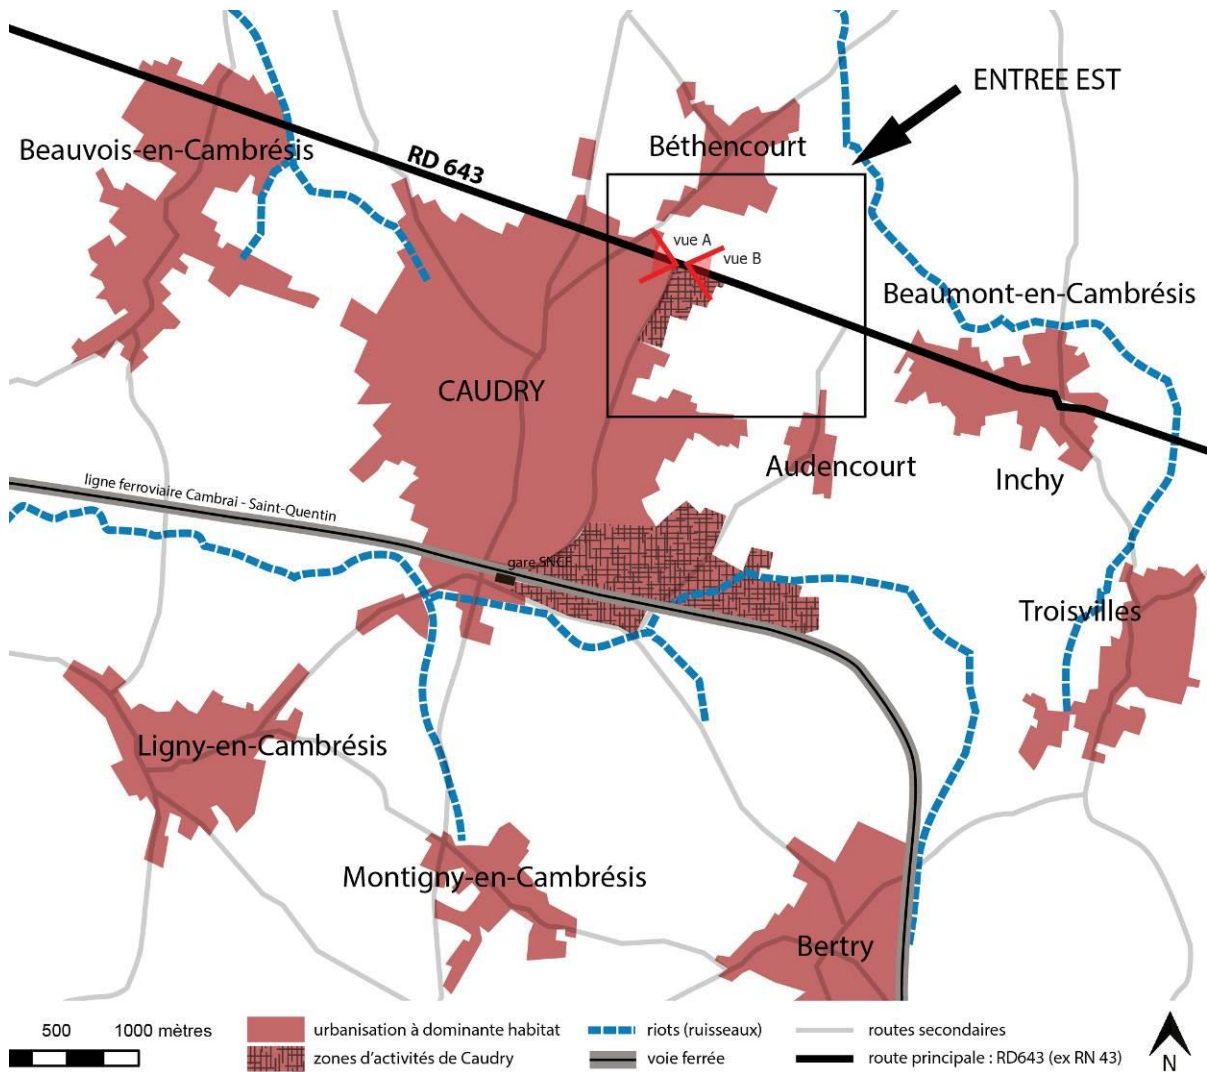 ENTREE EST
Béthencourt
Beauvois-en-Cambrésis
RD 643
vue A
vue B
Beaumont-en-Cambrésis
CAUDRY
Audencourt
Inchy
ligne ferroviaire Cambrai - Saint-Quentin
gare SNCF
Troisvilles
Ligny-en-Cambrésis
Montigny-en-Cambrésis
Bertry
500 1000 mètres
urbanisation à dominante habitat
zones d'activités de Caudry
riots (ruisseaux)
voie ferrée
routes secondaires
route principale : RD643 (ex RN 43)
N